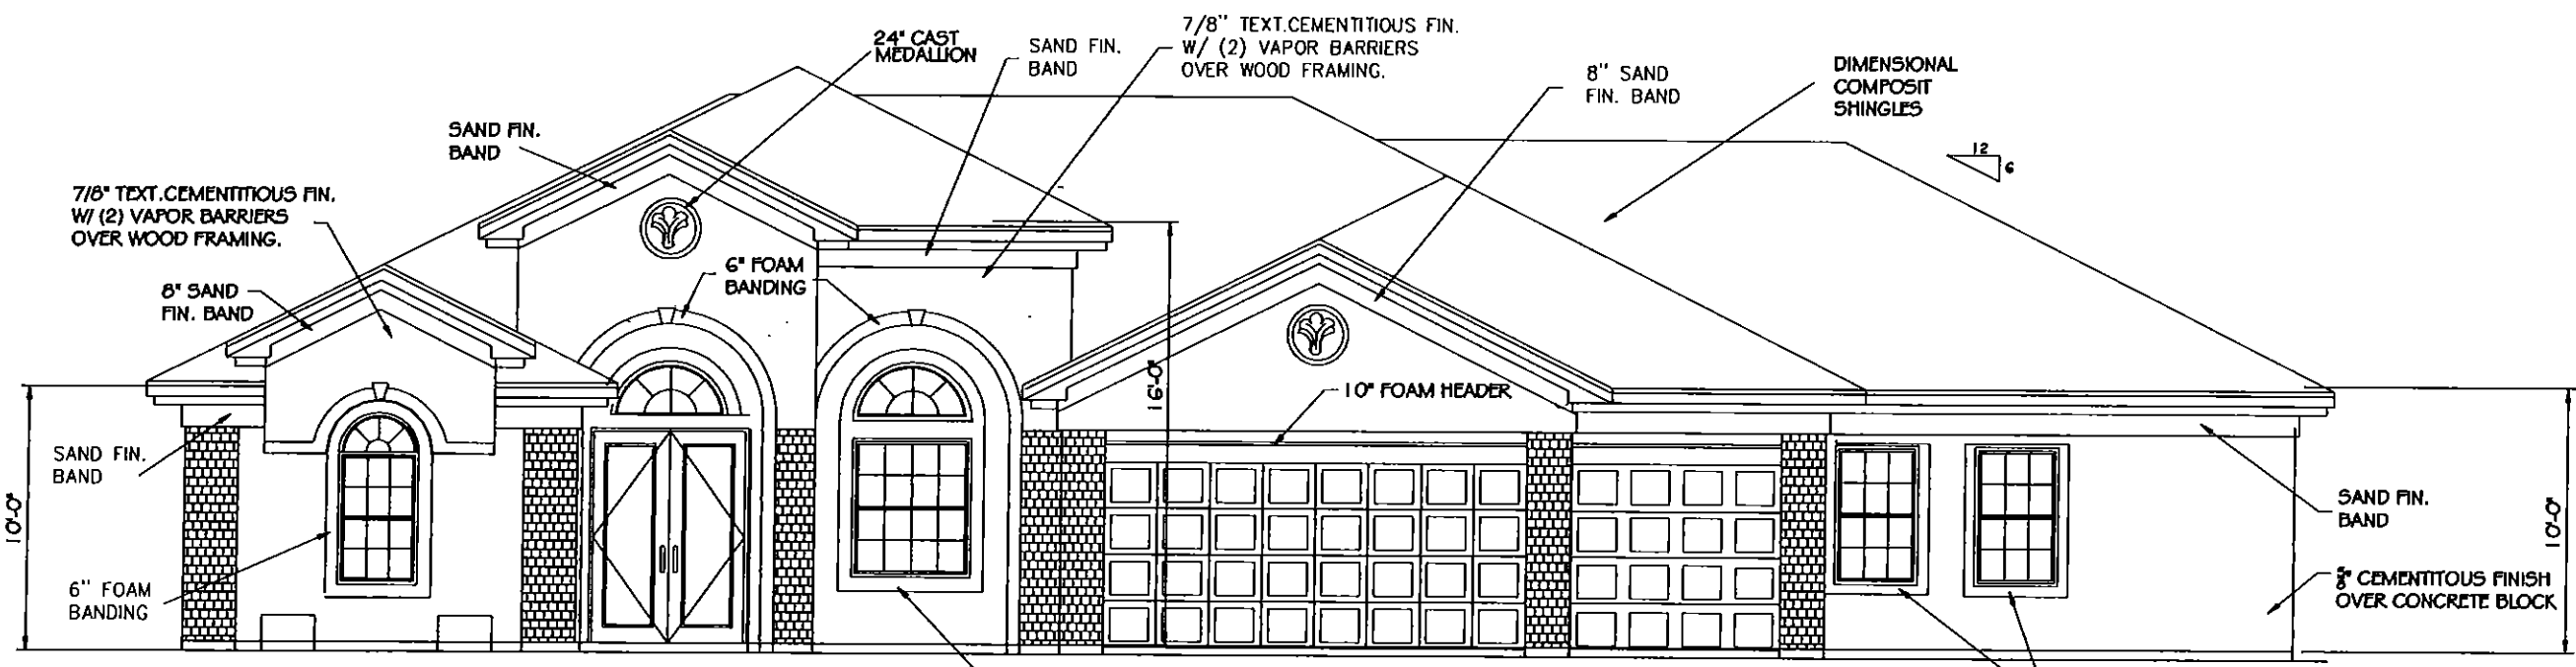 24" CAST
MEDALLION
SAND FIN.
BAND
7/8" TEXT.CEMENTITIOUS FIN.
W/ (2) VAPOR BARRIERS
OVER WOOD FRAMING.
8" SAND
FIN. BAND
DIMENSIONAL
COMPOSIT
SHINGLES
12
6
SAND FIN.
BAND
7/8" TEXT.CEMENTITIOUS FIN.
W/ (2) VAPOR BARRIERS
OVER WOOD FRAMING.
8" SAND
FIN. BAND
6" FOAM
BANDING
16'-0"
10" FOAM HEADER
SAND FIN.
BAND
10'-0"
6" FOAM
BANDING
SAND FIN.
BAND
10'-0"
5/8" CEMENTITOUS FINISH
OVER CONCRETE BLOCK